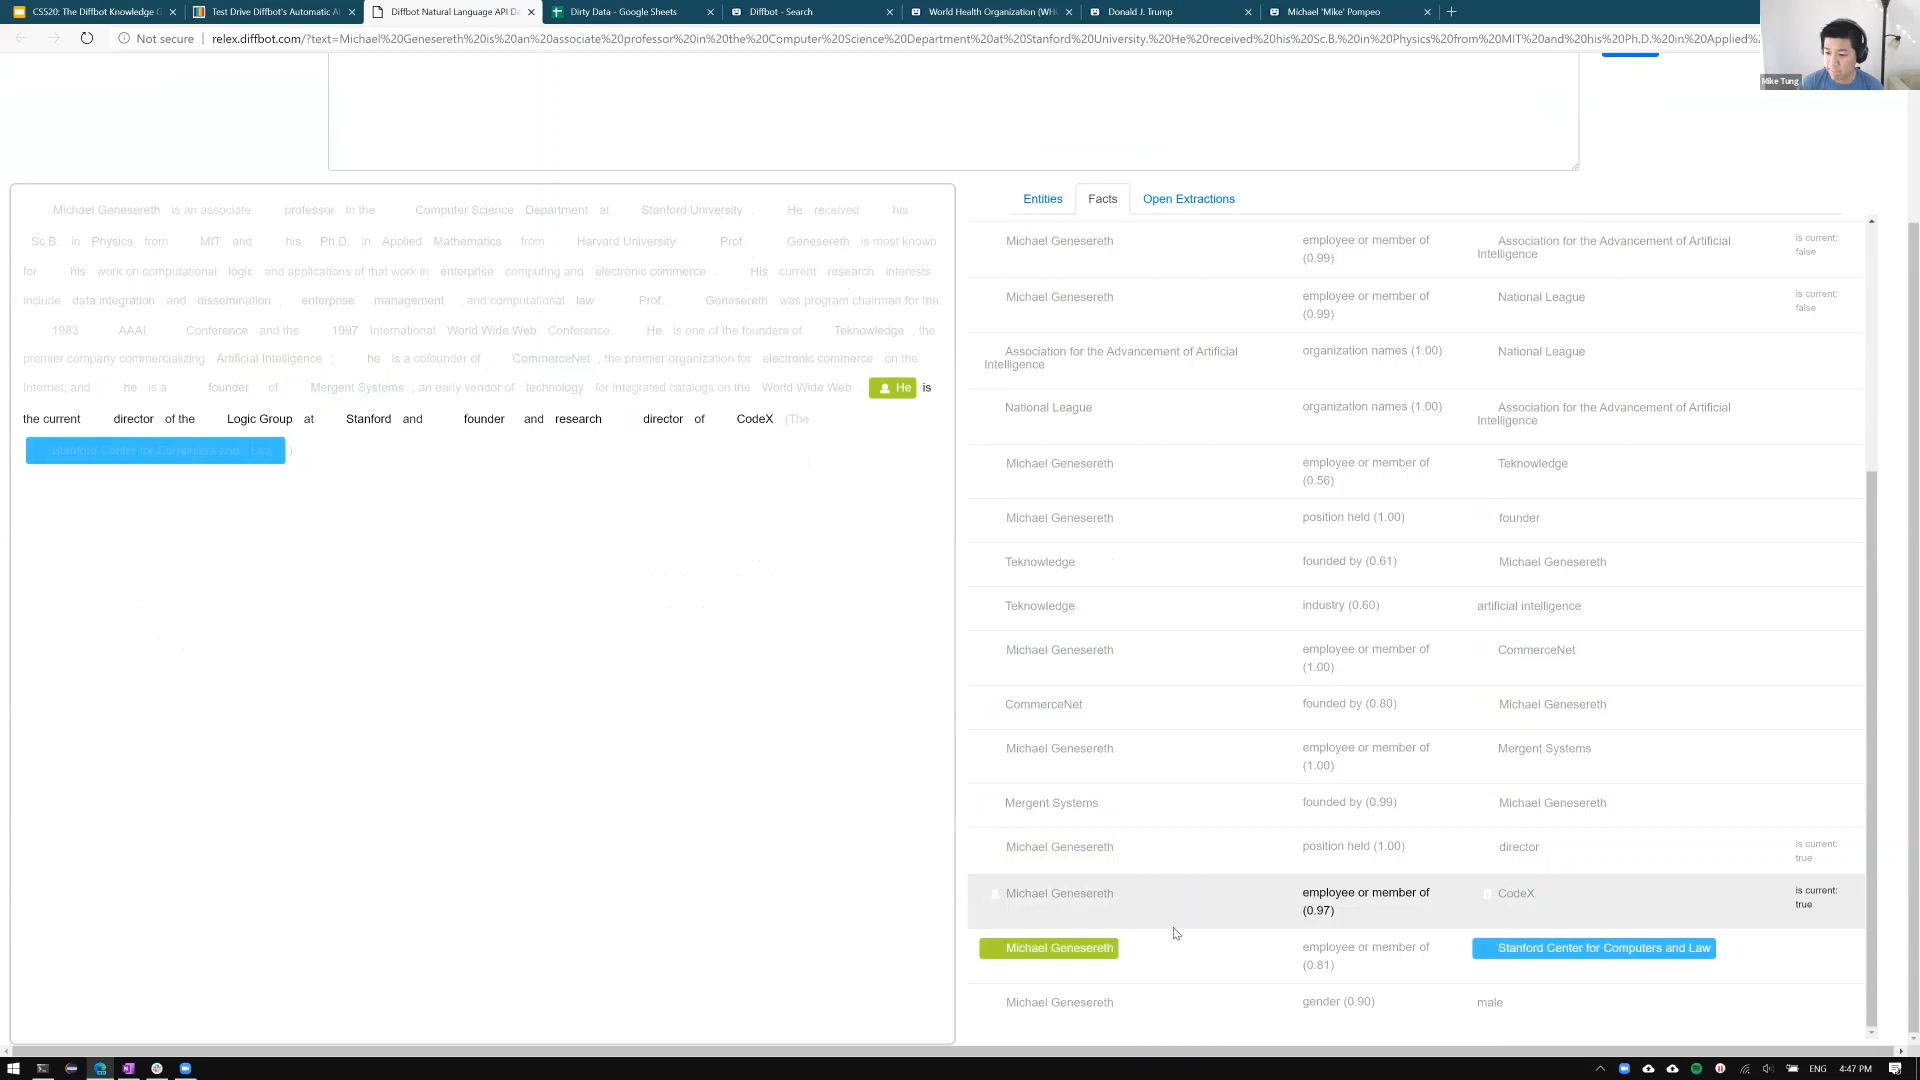 CS520: The Diffbot Knowledge G
Test Drive Diffbot's Automatic A
Diffbot Natural Language API De
Dirty Data - Google Sheets
Diffbot - Search
World Health Organization (WH
Donald J. Trump
Michael 'Mike' Pompeo
Not secure | relex.diffbot.com/?text=Michael%20Genesereth%20is%20an%20associate%20professor%20in%20the%20Computer%20Science%20Department%20at%20Stanford%20University.%20He%20received%20his%20Sc.B.%20in%20Physics%20from%20MIT%20and%20his%20Ph.D.%20in%20Applied%
Mike Tung
Michael Genesereth is an associate professor in the Computer Science Department at Stanford University . He received his
Sc.B. in Physics from MIT and his Ph.D. in Applied Mathematics from Harvard University . Prof. Genesereth is most known
for his work on computational logic and applications of that work in enterprise computing and electronic commerce . His current research interests
include data integration and dissemination , enterprise management , and computational law . Prof. Genesereth was program chairman for the
1983 AAAI Conference and the 1997 International World Wide Web Conference. He is one of the founders of Teknowledge , the
premier company commercializing Artificial Intelligence ; he is a cofounder of CommerceNet , the premier organization for electronic commerce on the
Internet; and he is a founder of Mergent Systems , an early vendor of technology for integrated catalogs on the World Wide Web . He is
the current director of the Logic Group at Stanford and founder and research director of CodeX (The
Stanford Center for Computers and Law )
Entities Facts Open Extractions
Michael Genesereth employee or member of (0.99) Association for the Advancement of Artificial Intelligence is current: false
Michael Genesereth employee or member of (0.99) National League is current: false
Association for the Advancement of Artificial Intelligence organization names (1.00) National League
National League organization names (1.00) Association for the Advancement of Artificial Intelligence
Michael Genesereth employee or member of (0.56) Teknowledge
Michael Genesereth position held (1.00) founder
Teknowledge founded by (0.61) Michael Genesereth
Teknowledge industry (0.60) artificial intelligence
Michael Genesereth employee or member of (1.00) CommerceNet
CommerceNet founded by (0.80) Michael Genesereth
Michael Genesereth employee or member of (1.00) Mergent Systems
Mergent Systems founded by (0.99) Michael Genesereth
Michael Genesereth position held (1.00) director is current: true
Michael Genesereth employee or member of (0.97) CodeX is current: true
Michael Genesereth employee or member of (0.81) Stanford Center for Computers and Law
Michael Genesereth gender (0.90) male
ENG 4:47 PM